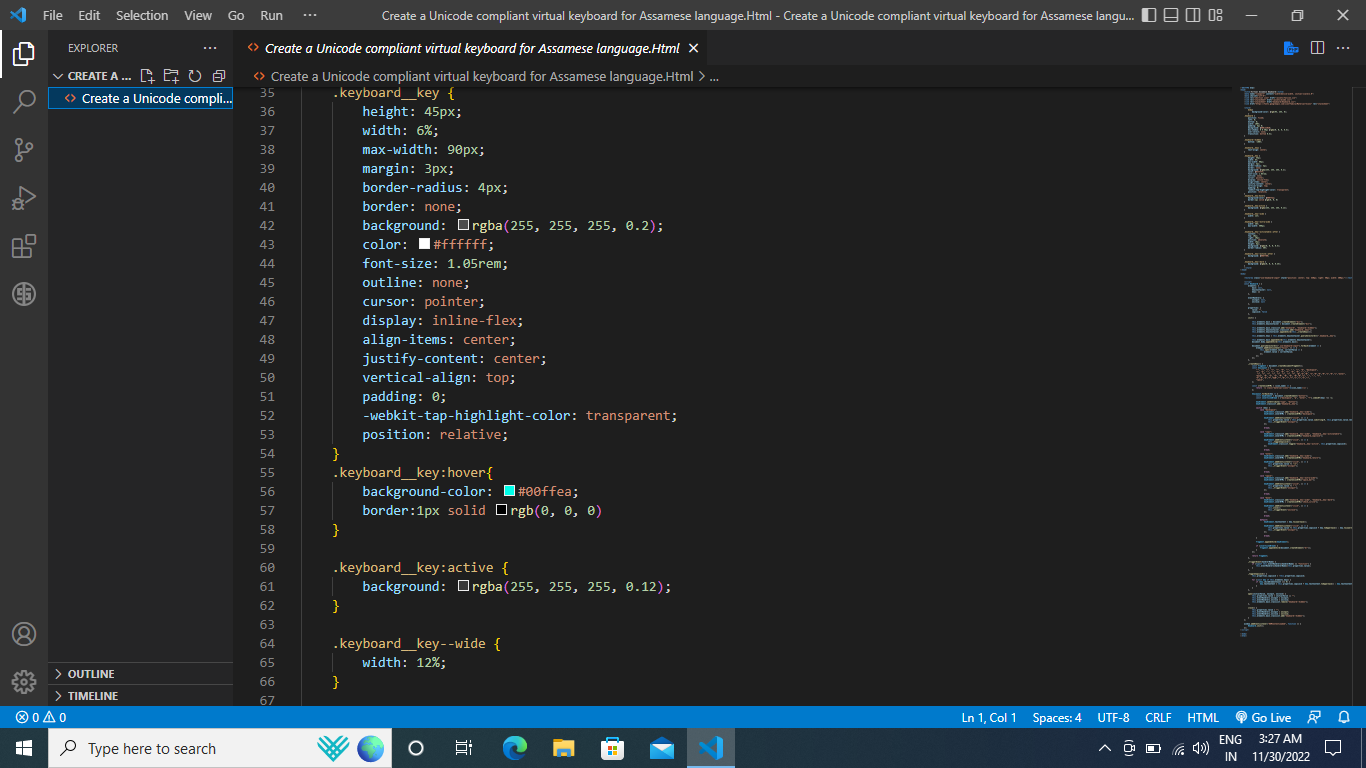 File Edit Selection View Go Run ···
Create a Unicode compliant virtual keyboard for Assamese language.Html - Create a Unicode compliant virtual keyboard for Assamese langu...
EXPLORER ···
CREATE A ...
Create a Unicode compli...
OUTLINE
TIMELINE
Create a Unicode compliant virtual keyboard for Assamese language.Html
Create a Unicode compliant virtual keyboard for Assamese language.Html > ...
35 .keyboard__key {
36 height: 45px;
37 width: 6%;
38 max-width: 90px;
39 margin: 3px;
40 border-radius: 4px;
41 border: none;
42 background: rgba(255, 255, 255, 0.2);
43 color: #ffffff;
44 font-size: 1.05rem;
45 outline: none;
46 cursor: pointer;
47 display: inline-flex;
48 align-items: center;
49 justify-content: center;
50 vertical-align: top;
51 padding: 0;
52 -webkit-tap-highlight-color: transparent;
53 position: relative;
54 }
55 .keyboard__key:hover{
56 background-color: #00ffea;
57 border:1px solid rgb(0, 0, 0)
58 }
59
60 .keyboard__key:active {
61 background: rgba(255, 255, 255, 0.12);
62 }
63
64 .keyboard__key--wide {
65 width: 12%;
66 }
67
0 0
Ln 1, Col 1 Spaces: 4 UTF-8 CRLF HTML Go Live
Type here to search
ENG
IN
3:27 AM
11/30/2022